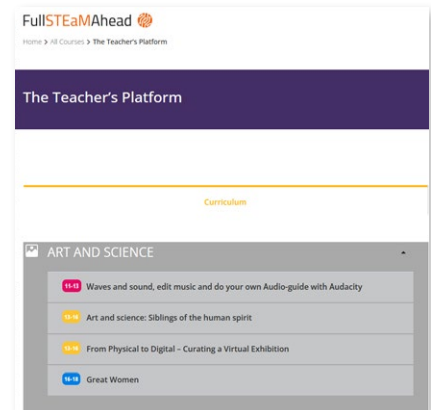 FullSTEaMAhead
Home > All Courses > The Teacher's Platform
The Teacher's Platform
Curriculum
ART AND SCIENCE
11-13 Waves and sound, edit music and do your own Audio-guide with Audacity
13-16 Art and science: Siblings of the human spirit
13-16 From Physical to Digital – Curating a Virtual Exhibition
16-18 Great Women